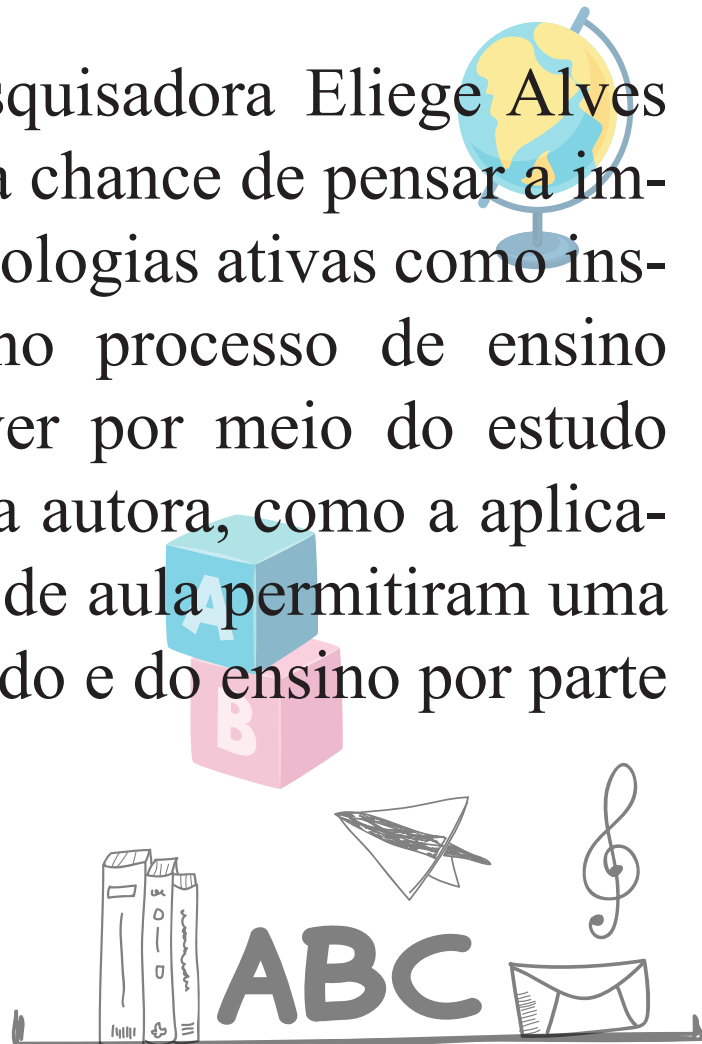 squisadora Eliege Alves
a chance de pensar a im-
ologias ativas como ins-
no processo de ensino
ver por meio do estudo
a autora, como a aplica-
de aula permitiram uma
do e do ensino por parte
A
B
ABC